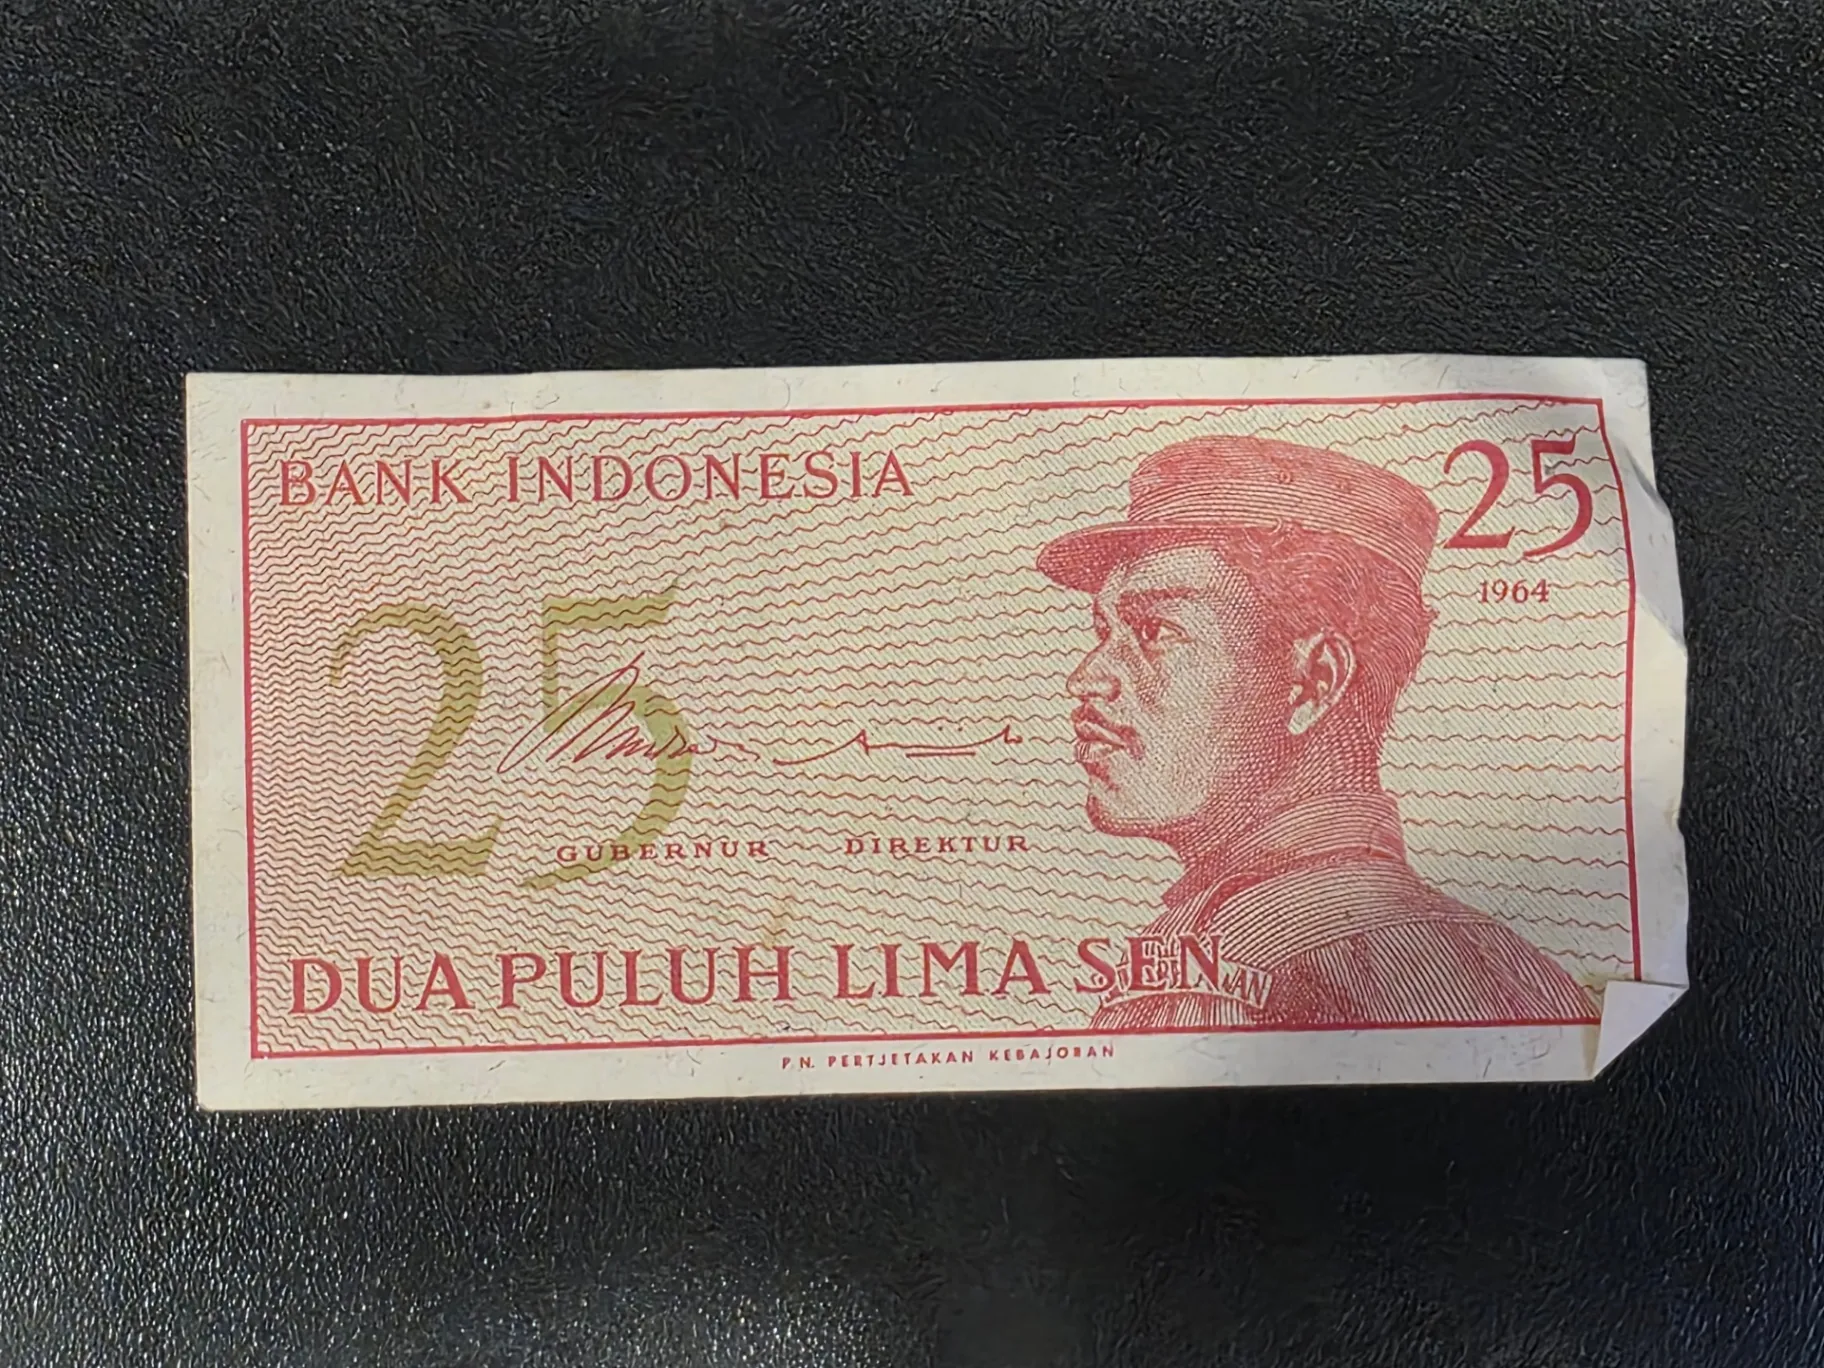 BANK INDONESIA
25
1964
25
GUBERNUR DIREKTUR
DUA PULUH LIMA SEN
P.N. PERTJETAKAN KEBAJORAN